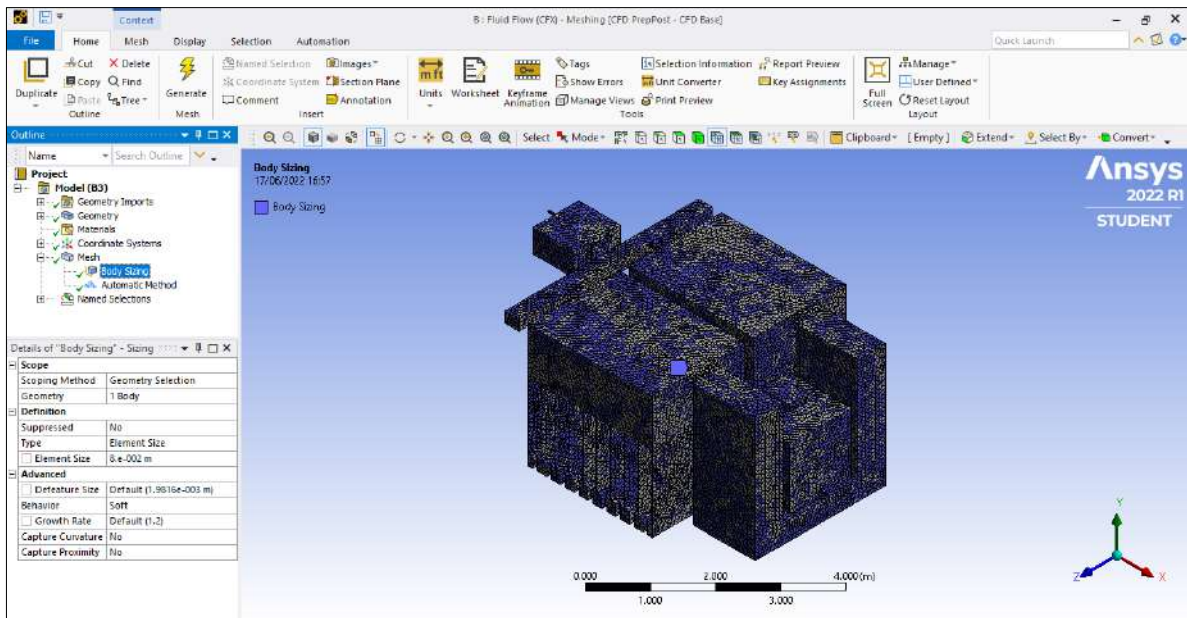 Context
B : Fluid Flow (CFX) - Meshing [CFD PrepPost - CFD Base]
File Home Mesh Display Selection Automation
Quick Launch
Duplicate
Cut
Copy
Paste
Delete
Find
Tree
Outline
Generate
Mesh
Named Selection
Coordinate System
Comment
Images
Section Plane
Annotation
Insert
Units
Worksheet
Keyframe
Animation
Tags
Show Errors
Manage Views
Selection Information
Unit Converter
Print Preview
Report Preview
Key Assignments
Tools
Full
Screen
Manage
User Defined
Reset Layout
Layout
Outline
Select Mode
Clipboard [Empty] Extend Select By Convert
Name Search Outline
Project
Model (B3)
Geometry Imports
Geometry
Materials
Coordinate Systems
Mesh
Body Sizing
Automatic Method
Named Selections
Details of "Body Sizing" - Sizing
Scope
Scoping Method Geometry Selection
Geometry 1 Body
Definition
Suppressed No
Type Element Size
Element Size 8.e-002 m
Advanced
Defeature Size Default (1.9816e-003 m)
Behavior Soft
Growth Rate Default (1.2)
Capture Curvature No
Capture Proximity No
Body Sizing
17/06/2022 16:57
Body Sizing
Ansys
2022 R1
STUDENT
0.000 2.000 4.000 (m)
1.000 3.000
Y
Z X